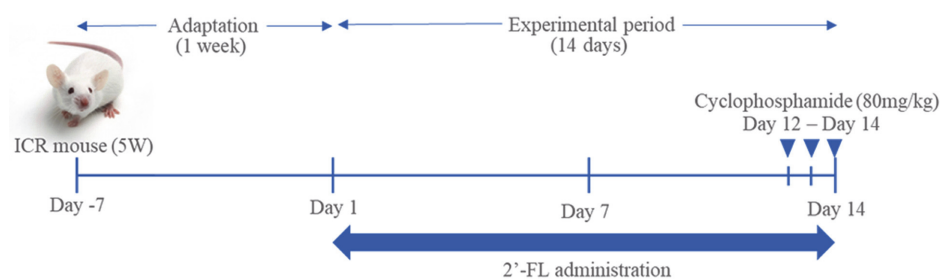 Adaptation
(1 week)
Experimental period
(14 days)
Cyclophosphamide (80mg/kg)
Day 12 – Day 14
ICR mouse (5W)
Day -7
Day 1
Day 7
Day 14
2’-FL administration